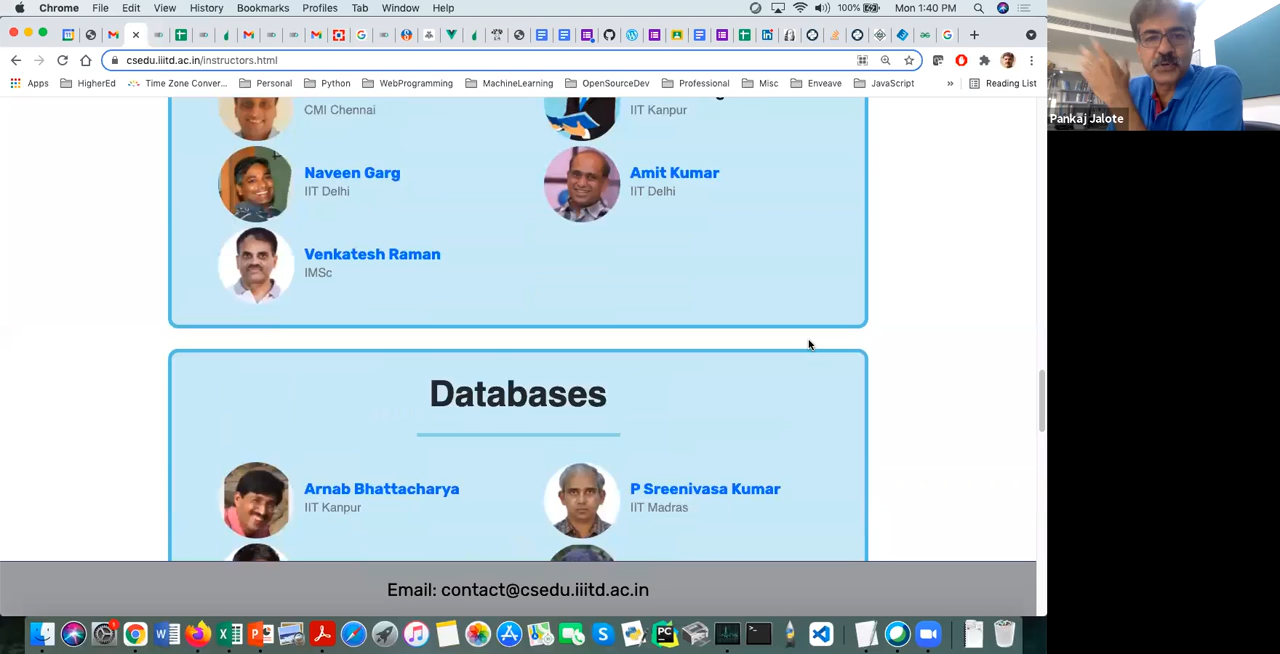 Chrome File Edit View History Bookmarks Profiles Tab Window Help 100% Mon 1:40 PM
csedu.iiitd.ac.in/instructors.html
Apps HigherEd Time Zone Conver... Personal Python WebProgramming MachineLearning OpenSourceDev Professional Misc Enveave JavaScript » Reading List
Pankaj Jalote
CMI Chennai
IIT Kanpur
Naveen Garg
IIT Delhi
Amit Kumar
IIT Delhi
Venkatesh Raman
IMSc
Databases
Arnab Bhattacharya
IIT Kanpur
P Sreenivasa Kumar
IIT Madras
Email: contact@csedu.iiitd.ac.in